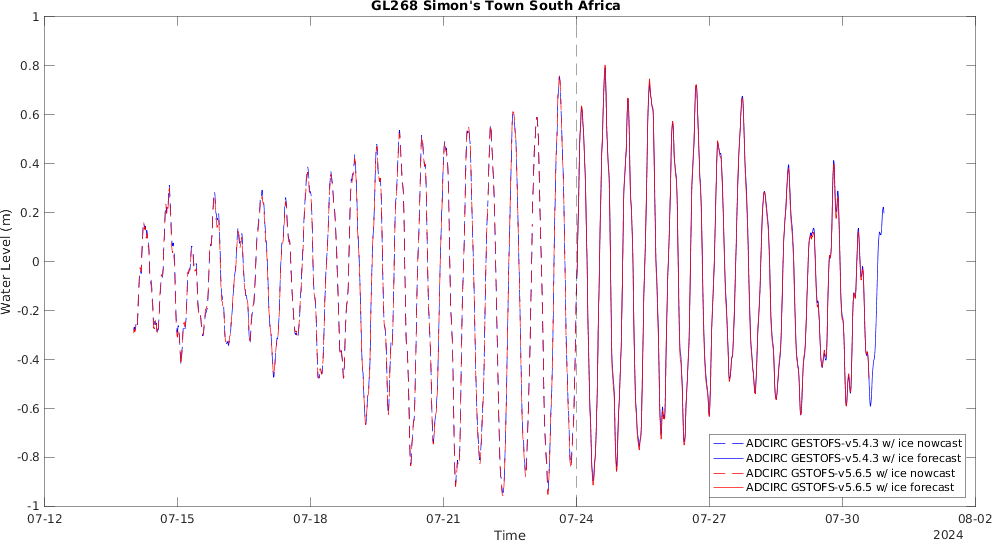 GL268 Simon's Town South Africa
Water Level (m)
1
0.8
0.6
0.4
0.2
0
-0.2
-0.4
-0.6
-0.8
-1
ADCIRC GESTOFS-v5.4.3 w/ ice nowcast
ADCIRC GESTOFS-v5.4.3 w/ ice forecast
ADCIRC GSTOFS-v5.6.5 w/ ice nowcast
ADCIRC GSTOFS-v5.6.5 w/ ice forecast
07-12 07-15 07-18 07-21 07-24 07-27 07-30 08-02
Time
2024